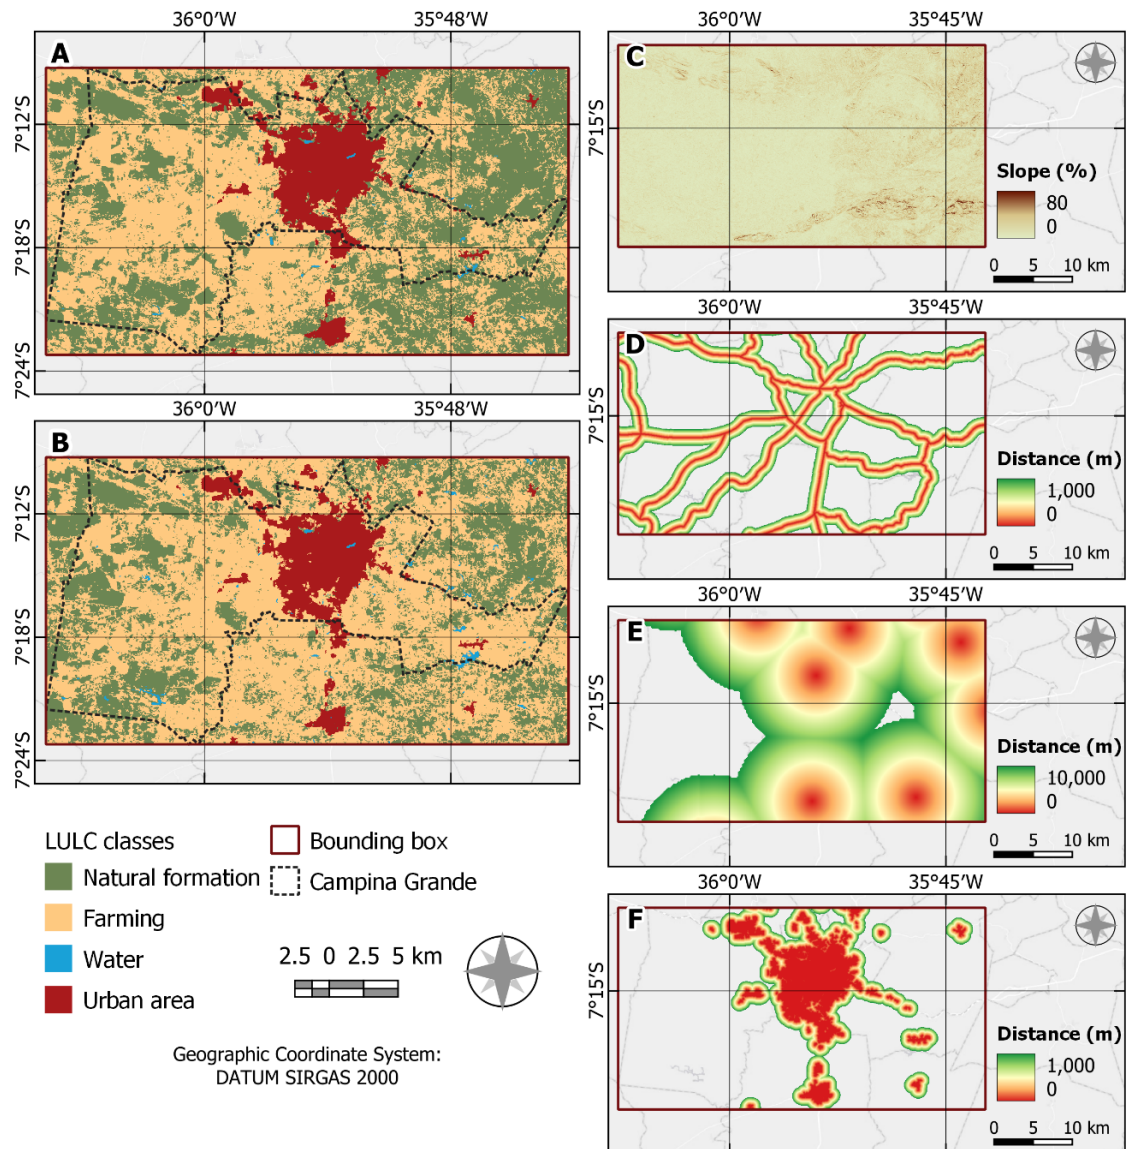 36°0'W
35°48'W
A
7°12'S
7°18'S
7°24'S
36°0'W
35°48'W
B
7°12'S
7°18'S
7°24'S
LULC classes
Natural formation
Farming
Water
Urban area
Bounding box
Campina Grande
2.5 0 2.5 5 km
Geographic Coordinate System:
DATUM SIRGAS 2000
36°0'W
35°45'W
C
7°15'S
Slope (%)
80
0
0 5 10 km
36°0'W
35°45'W
D
7°15'S
Distance (m)
1,000
0
0 5 10 km
36°0'W
35°45'W
E
7°15'S
Distance (m)
10,000
0
0 5 10 km
36°0'W
35°45'W
F
7°15'S
Distance (m)
1,000
0
0 5 10 km